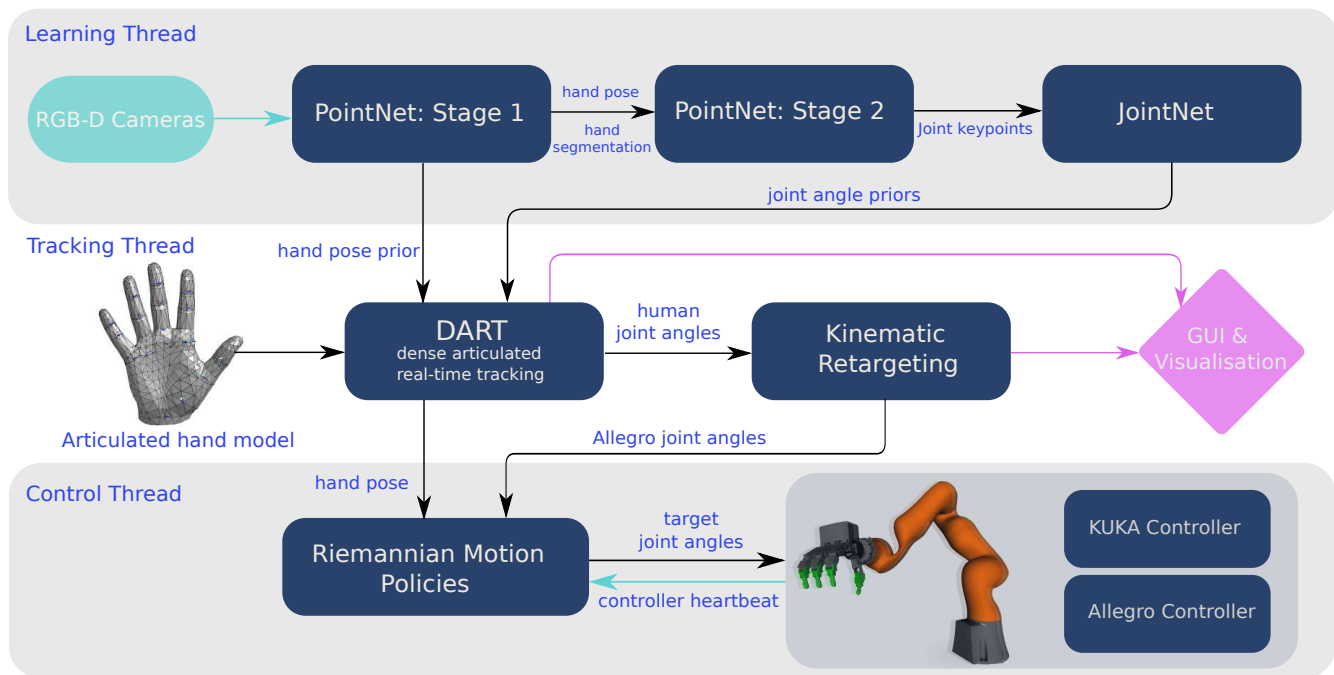 Learning Thread
RGB-D Cameras
PointNet: Stage 1
hand pose
hand
segmentation
PointNet: Stage 2
Joint keypoints
JointNet
joint angle priors
hand pose prior
Tracking Thread
Articulated hand model
DART
dense articulated
real-time tracking
human
joint angles
Kinematic
Retargeting
GUI &
Visualisation
Allegro joint angles
hand pose
Control Thread
Riemannian Motion
Policies
target
joint angles
controller heartbeat
KUKA Controller
Allegro Controller